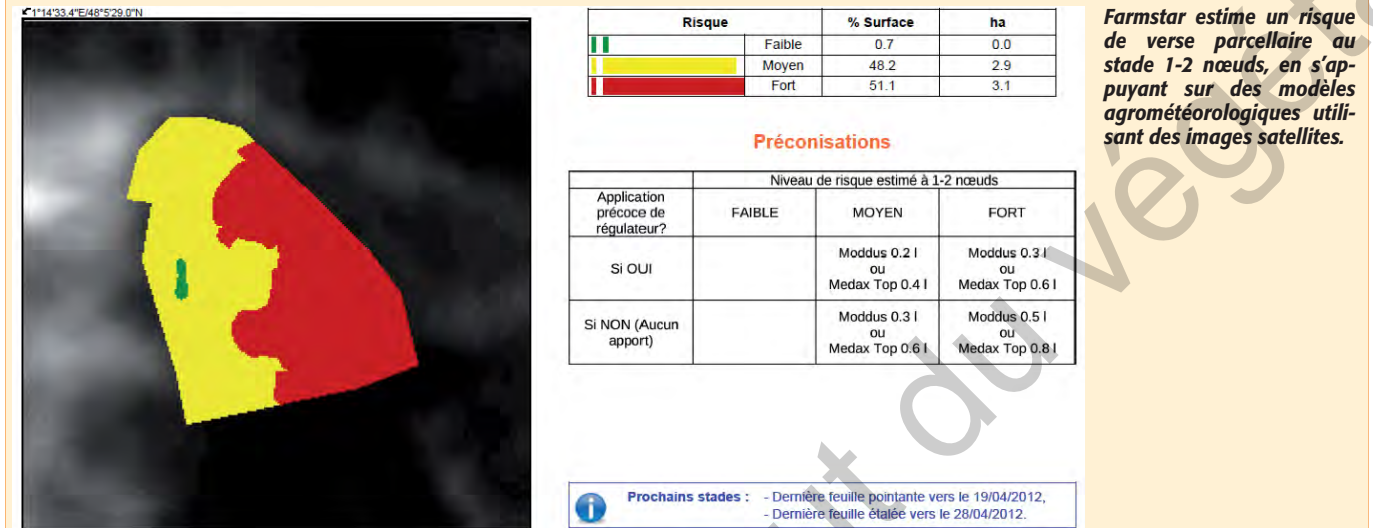 1°14'33.4"E/48°5'29.0"N
Risque % Surface ha
Faible 0.7 0.0
Moyen 48.2 2.9
Fort 51.1 3.1
Préconisations
Niveau de risque estimé à 1-2 nœuds
Application précoce de régulateur? FAIBLE MOYEN FORT
Si OUI
Moddus 0.2 l
ou
Medax Top 0.4 l
Moddus 0.3 l
ou
Medax Top 0.6 l
Si NON (Aucun
apport)
Moddus 0.3 l
ou
Medax Top 0.6 l
Moddus 0.5 l
ou
Medax Top 0.8 l
Prochains stades : - Dernière feuille pointante vers le 19/04/2012,
- Dernière feuille étalée vers le 28/04/2012.
Farmstar estime un risque
de verse parcellaire au
stade 1-2 nœuds, en s'ap-
puyant sur des modèles
agrométéorologiques utili-
sant des images satellites.
it du végét